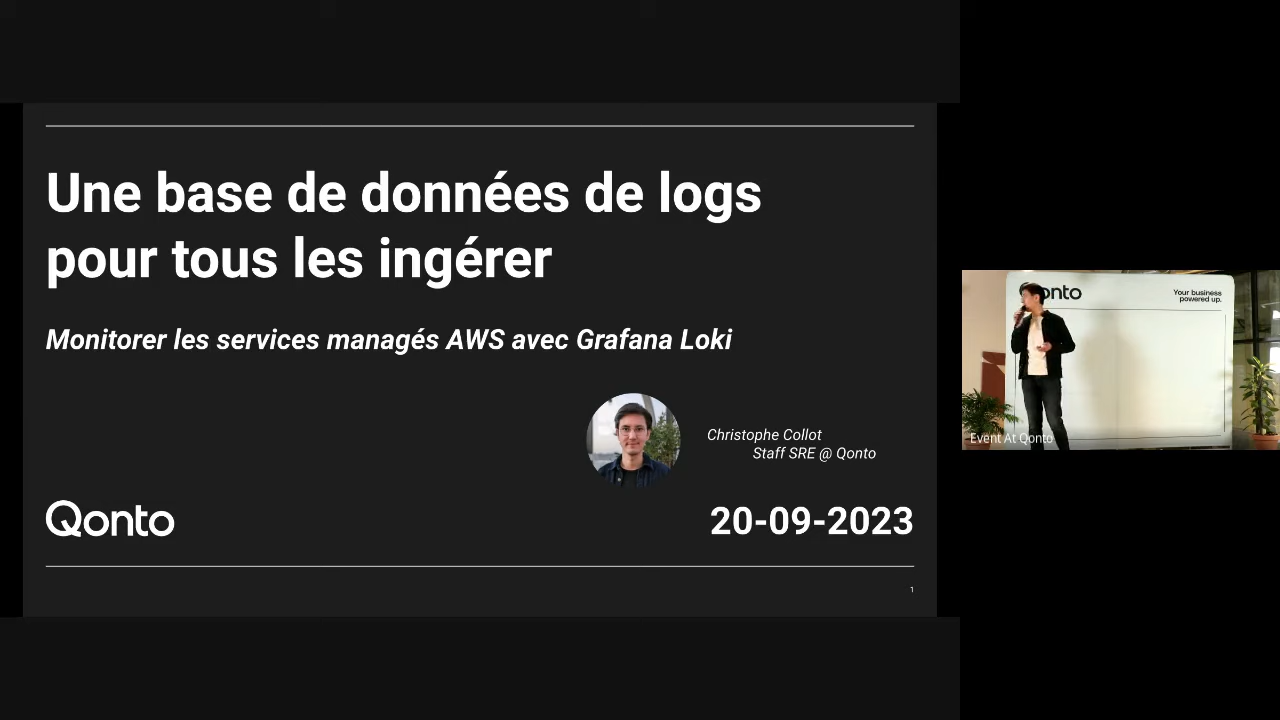 Une base de données de logs
pour tous les ingérer
Monitorer les services managés AWS avec Grafana Loki
Christophe Collot
Staff SRE @ Qonto
Qonto
20-09-2023
1
Qonto
Your business
powered up.
Event At Qonto